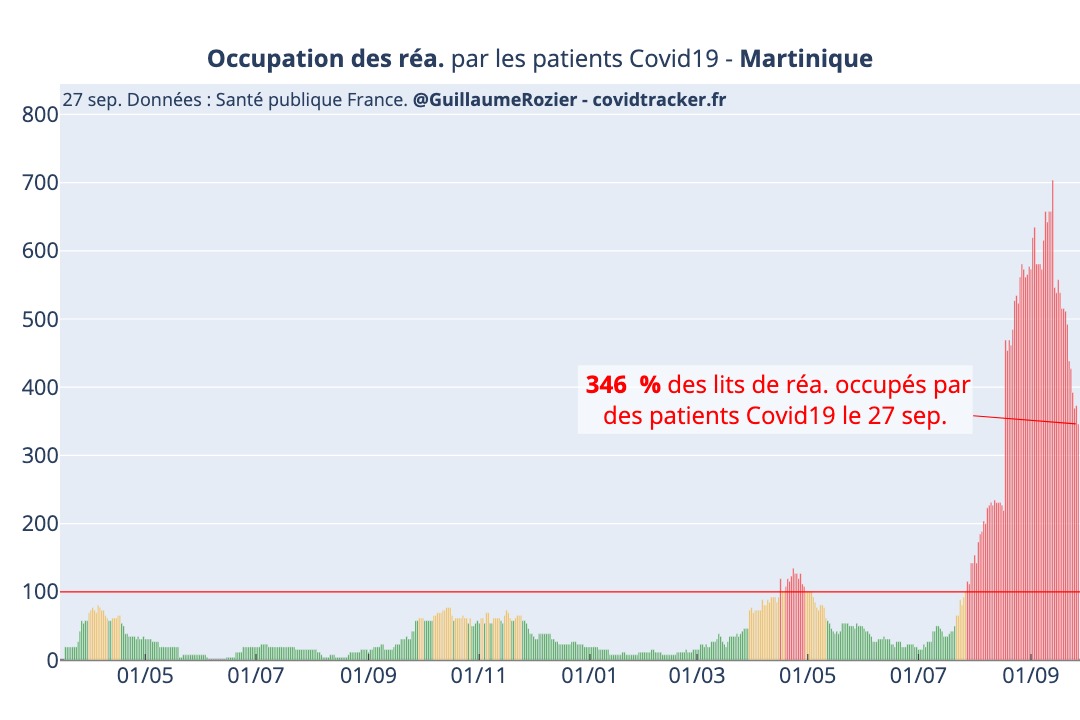 Occupation des réa. par les patients Covid19 - Martinique
27 sep. Données : Santé publique France. @GuillaumeRozier - covidtracker.fr
800
700
600
500
400
346 % des lits de réa. occupés par
des patients Covid19 le 27 sep.
300
200
100
0
01/05 01/07 01/09 01/11 01/01 01/03 01/05 01/07 01/09